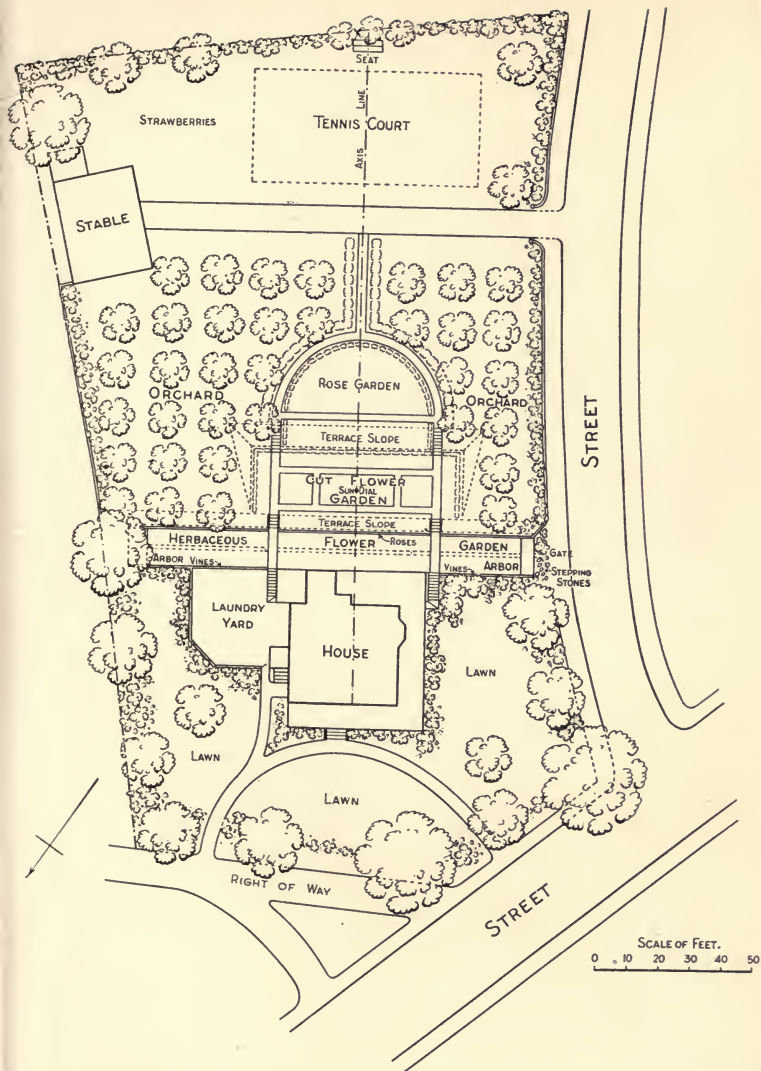 SEAT
STRAWBERRIES
TENNIS COURT
AXIS LINE
STABLE
ROSE GARDEN
ORCHARD
ORCHARD
TERRACE SLOPE
STREET
CUT FLOWER
SUN DIAL
GARDEN
TERRACE SLOPE
HERBACEOUS
FLOWER
ROSES
GARDEN
GATE
ARBOR VINES
VINES
ARBOR
STEPPING
STONES
LAUNDRY
YARD
HOUSE
LAWN
LAWN
LAWN
RIGHT OF WAY
STREET
SCALE OF FEET.
0 10 20 30 40 50